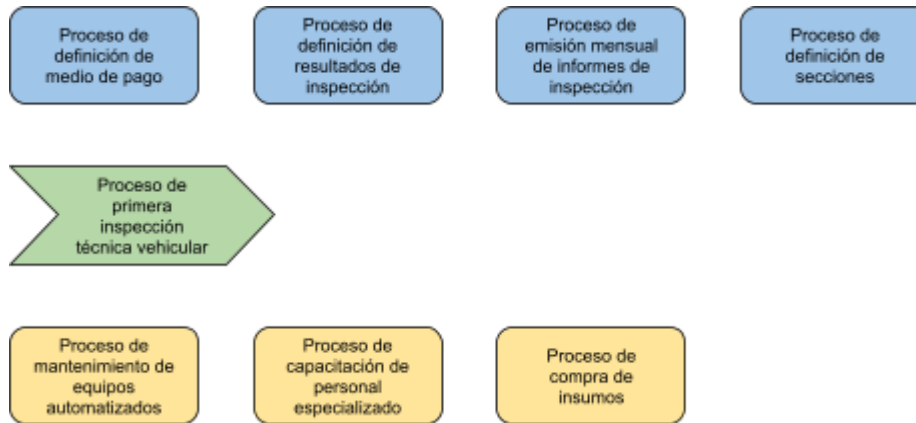 Proceso de
definición de
medio de pago
Proceso de
definición de
resultados de
inspección
Proceso de
emisión mensual
de informes de
inspección
Proceso de
definición de
secciones
Proceso de
primera
inspección
técnica vehicular
Proceso de
mantenimiento de
equipos
automatizados
Proceso de
capacitación de
personal
especializado
Proceso de
compra de
insumos